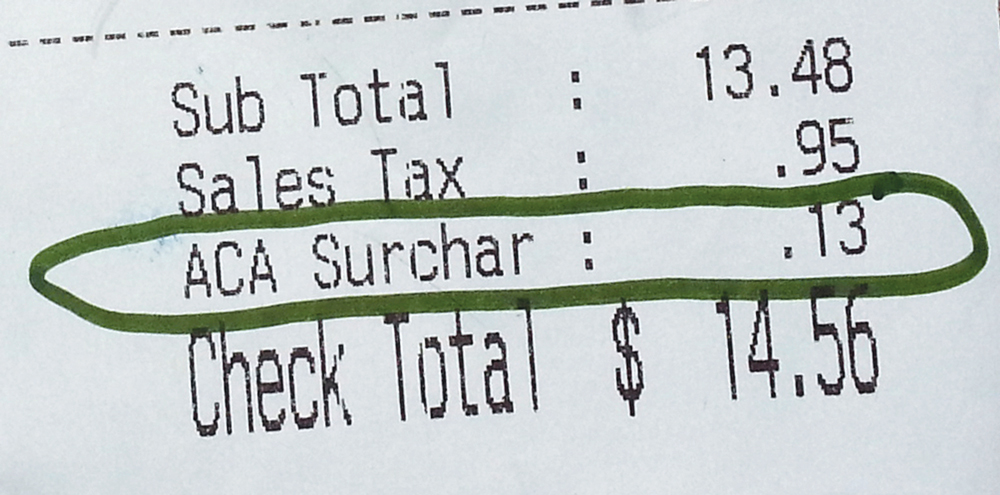 Sub Total : 13.48
Sales Tax : .95
ACA Surchar : .13
Check Total $ 14.56